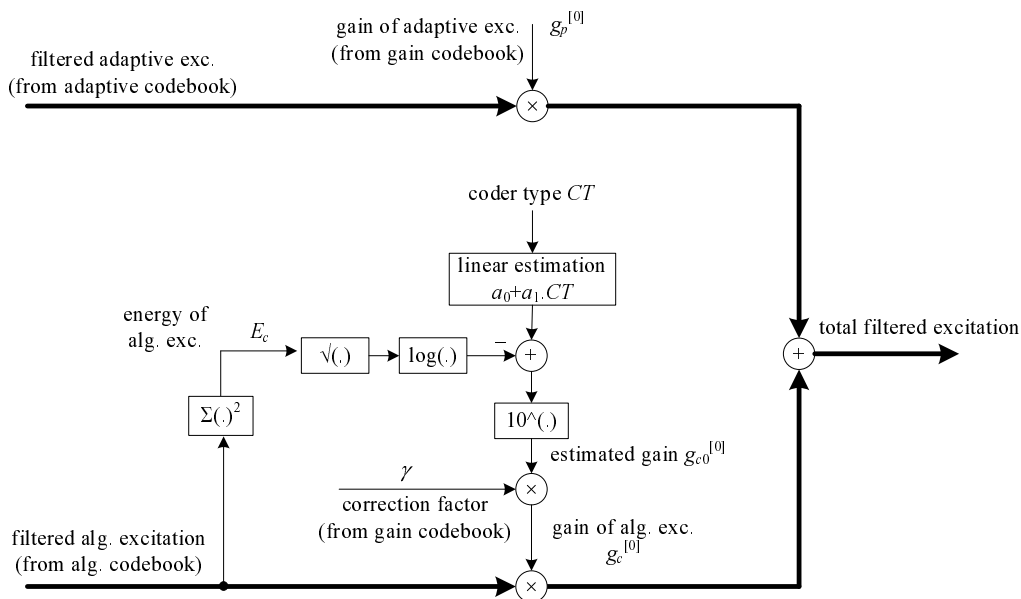 gain of adaptive exc.
(from gain codebook)
g_p^[0]
filtered adaptive exc.
(from adaptive codebook)
×
coder type CT
linear estimation
a_0+a_1.CT
energy of
alg. exc.
E_c
√(.)
log(.)
−
+
+
total filtered excitation
Σ(.)^2
10^(.)
estimated gain g_c0^[0]
γ
×
correction factor
(from gain codebook)
gain of alg. exc.
g_c^[0]
filtered alg. excitation
(from alg. codebook)
×